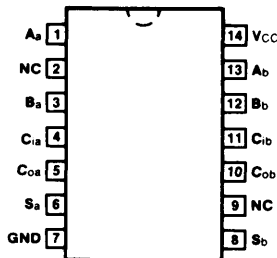 Aa 1 14 VCC
NC 2 13 Ab
Ba 3 12 Bb
Cia 4 11 Cib
Coa 5 10 Cob
Sa 6 9 NC
GND 7 8 Sb